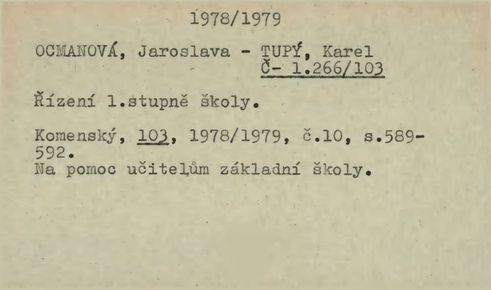 1978/1979
OCMANOVÁ, Jaroslava - TUPÝ, Karel
Č- 1.266/103
Řízení 1.stupně školy.
Komenský, 103, 1978/1979, č.10, s.589-
592.
Na pomoc učitelům základní školy.